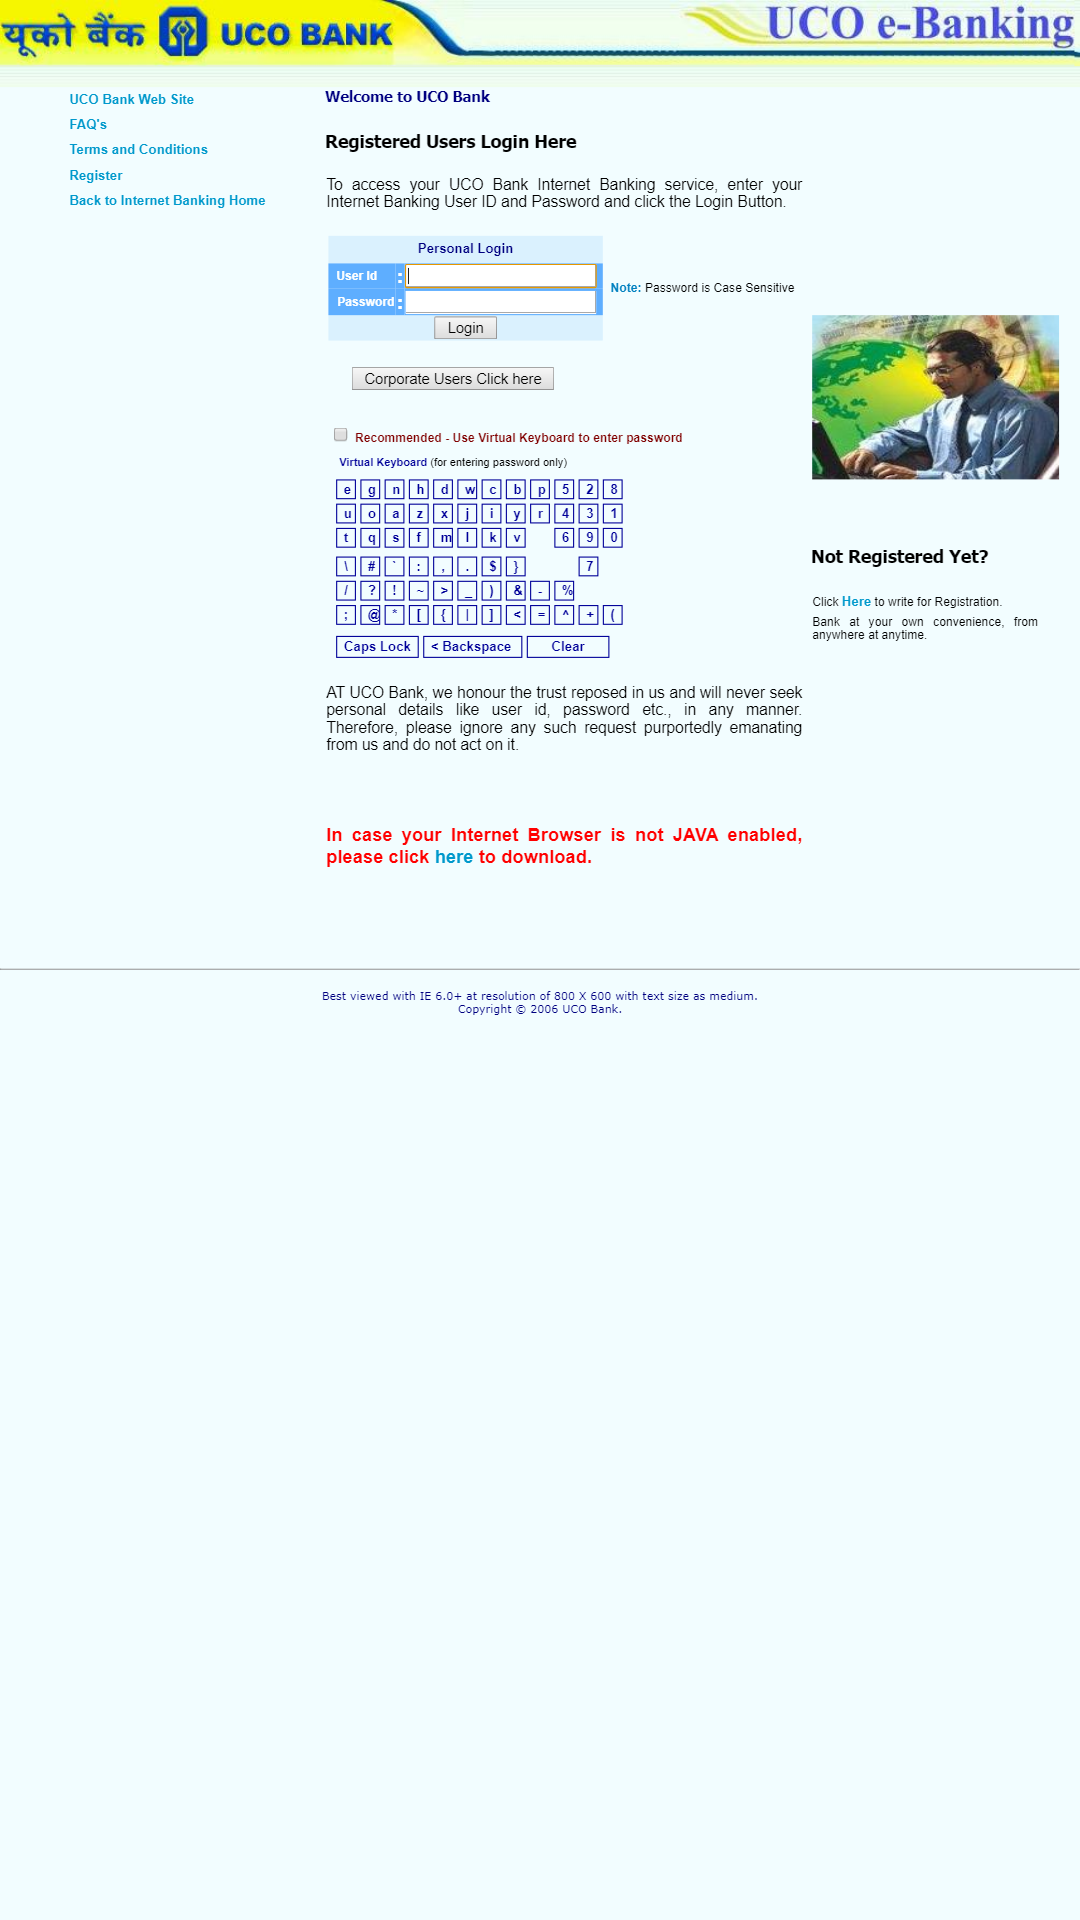 यूको बैंक UCO BANK
UCO e-Banking
UCO Bank Web Site
FAQ's
Terms and Conditions
Register
Back to Internet Banking Home
Welcome to UCO Bank
Registered Users Login Here
To access your UCO Bank Internet Banking service, enter your
Internet Banking User ID and Password and click the Login Button.
Personal Login
User Id :
Password :
Login
Note: Password is Case Sensitive
Corporate Users Click here
Recommended - Use Virtual Keyboard to enter password
Virtual Keyboard (for entering password only)
e g n h d w c b p 5 2 8
u o a z x j i y r 4 3 1
t q s f m l k v 6 9 0
\ # ` : , . $ } 7
/ ? ! ~ > _ ) & - %
; @ * [ { | ] < = ^ + (
Caps Lock < Backspace Clear
AT UCO Bank, we honour the trust reposed in us and will never seek
personal details like user id, password etc., in any manner.
Therefore, please ignore any such request purportedly emanating
from us and do not act on it.
In case your Internet Browser is not JAVA enabled,
please click here to download.
Not Registered Yet?
Click Here to write for Registration.
Bank at your own convenience, from
anywhere at anytime.
Best viewed with IE 6.0+ at resolution of 800 X 600 with text size as medium.
Copyright © 2006 UCO Bank.